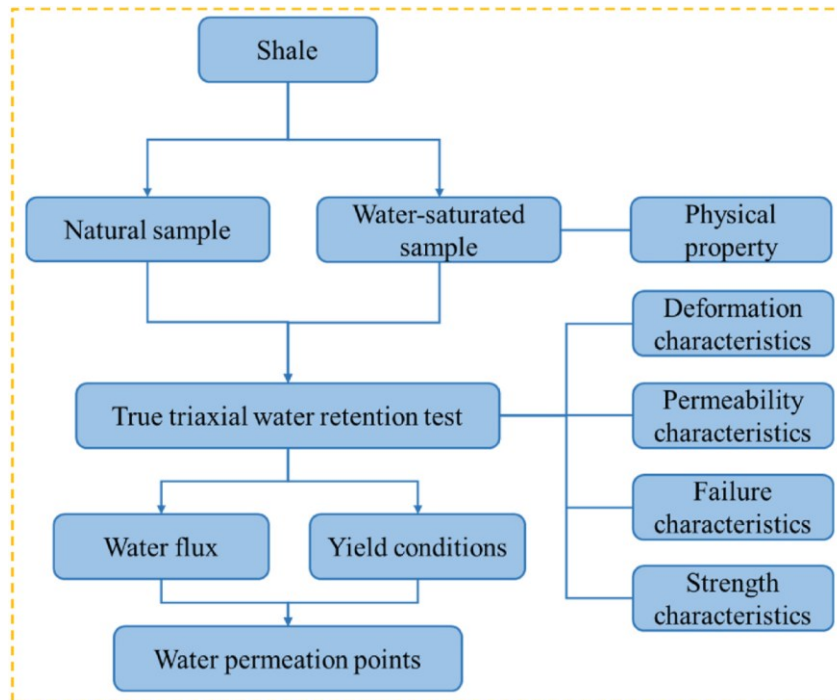 Shale
Natural sample
Water-saturated
sample
Physical
property
Deformation
characteristics
True triaxial water retention test
Permeability
characteristics
Failure
characteristics
Water flux
Yield conditions
Strength
characteristics
Water permeation points